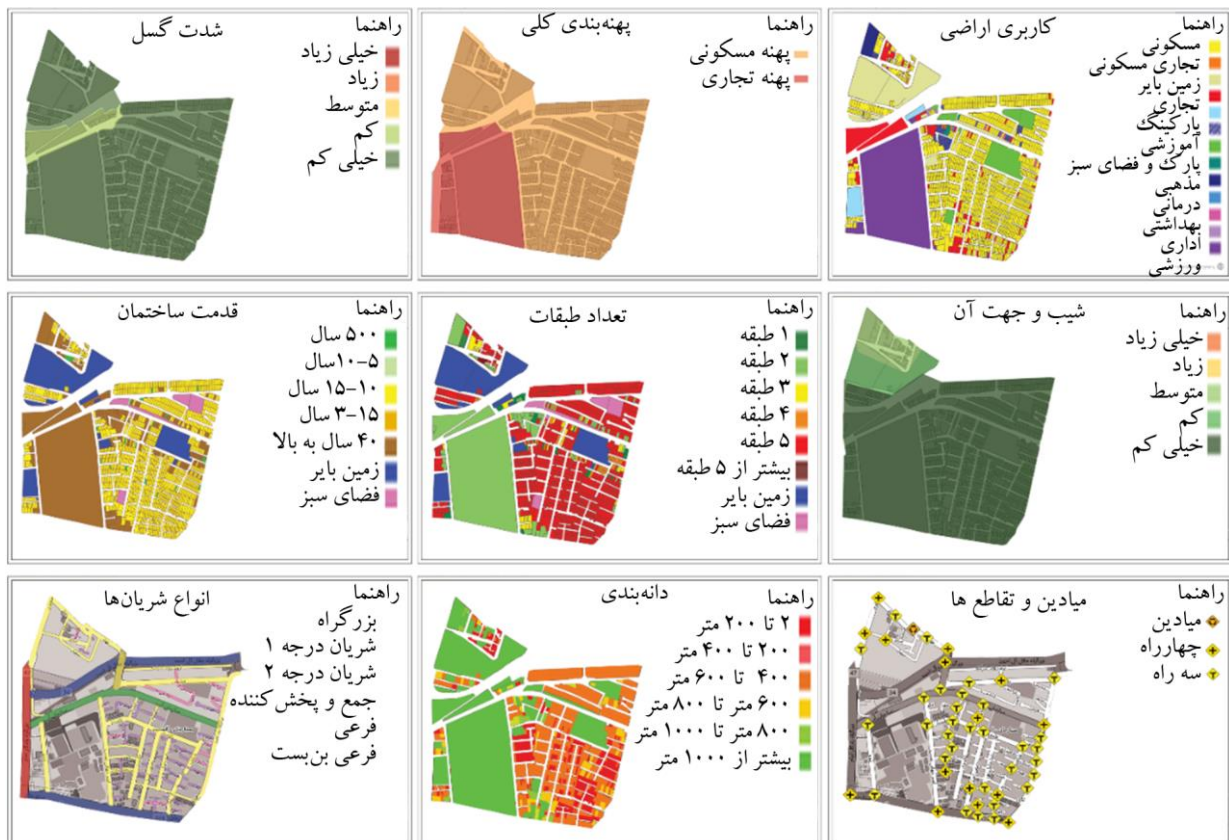 کاربری اراضی
راهنما
مسکونی
تجاری مسکونی
زمین بایر
تجاری
پارکینگ
آموزشی
پارک و فضای سبز
مذهبی
درمانی
بهداشتی
اداری
ورزشی
پهنه‌بندی کلی
راهنما
پهنه مسکونی
پهنه تجاری
شدت گسل
راهنما
خیلی زیاد
زیاد
متوسط
کم
خیلی کم
شیب و جهت آن
راهنما
خیلی زیاد
زیاد
متوسط
کم
خیلی کم
تعداد طبقات
راهنما
۱ طبقه
۲ طبقه
۳ طبقه
۴ طبقه
۵ طبقه
بیشتر از ۵ طبقه
زمین بایر
فضای سبز
قدمت ساختمان
راهنما
۵۰۰ سال
۵-۱۰سال
۱۰-۱۵ سال
۱۵-۳ سال
۴۰ سال به بالا
زمین بایر
فضای سبز
میادین و تقاطع ها
راهنما
میادین
چهارراه
سه راه
دانه‌بندی
راهنما
۲ تا ۲۰۰ متر
۲۰۰ تا ۴۰۰ متر
۴۰۰ تا ۶۰۰ متر
۶۰۰ متر تا ۸۰۰ متر
۸۰۰ متر تا ۱۰۰۰ متر
بیشتر از ۱۰۰۰ متر
انواع شریان‌ها
راهنما
بزرگراه
شریان درجه ۱
شریان درجه ۲
جمع و پخش‌کننده
فرعی
فرعی بن‌بست